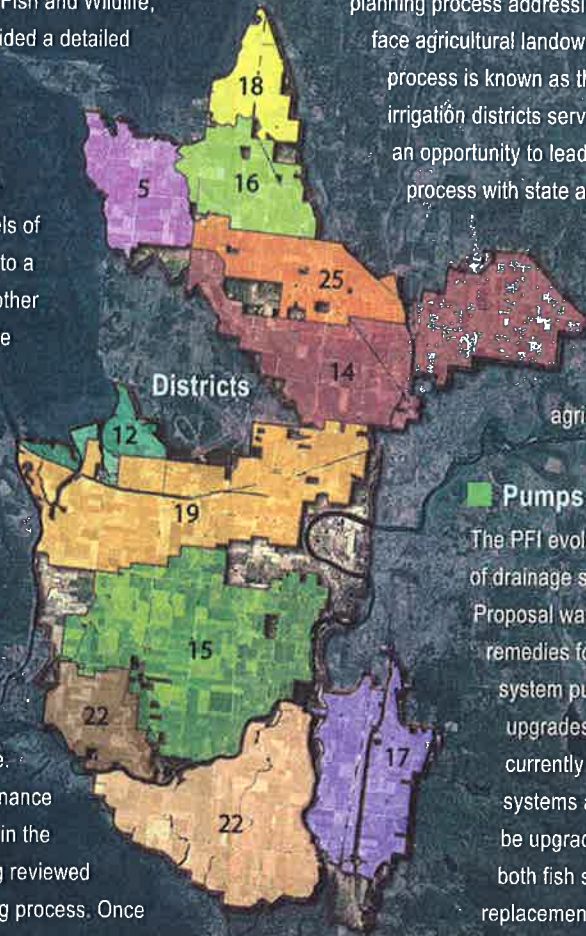 Fish and Wildlife,
ided a detailed
els of
to a
other
e
planning process addressi
face agricultural landow
process is known as th
irrigation districts serv
an opportunity to lead
process with state a
18
5
16
25
14
Districts
12
19
15
22
17
22
agri
Pumps
The PFI evol
of drainage s
Proposal wa
remedies fo
system pu
upgrades
currently
systems a
be upgrad
both fish s
replacemen
e.
nance
in the
g reviewed
g process. Once